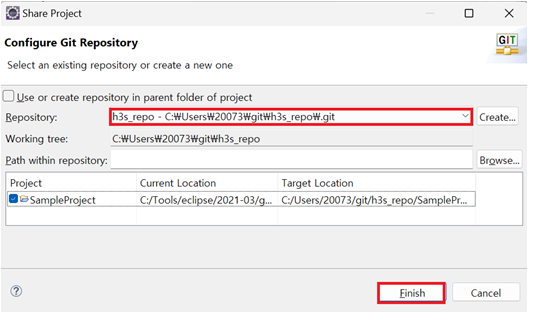 Share Project
Configure Git Repository
Select an existing repository or create a new one
GIT
Use or create repository in parent folder of project
Repository: h3s_repo - C:₩Users₩20073₩git₩h3s_repo₩.git Create...
Working tree: C:₩Users₩20073₩git₩h3s_repo
Path within repository: Browse...
Project Current Location Target Location
SampleProject C:/Tools/eclipse/2021-03/g... C:/Users/20073/git/h3s_repo/SamplePr...
? Finish Cancel